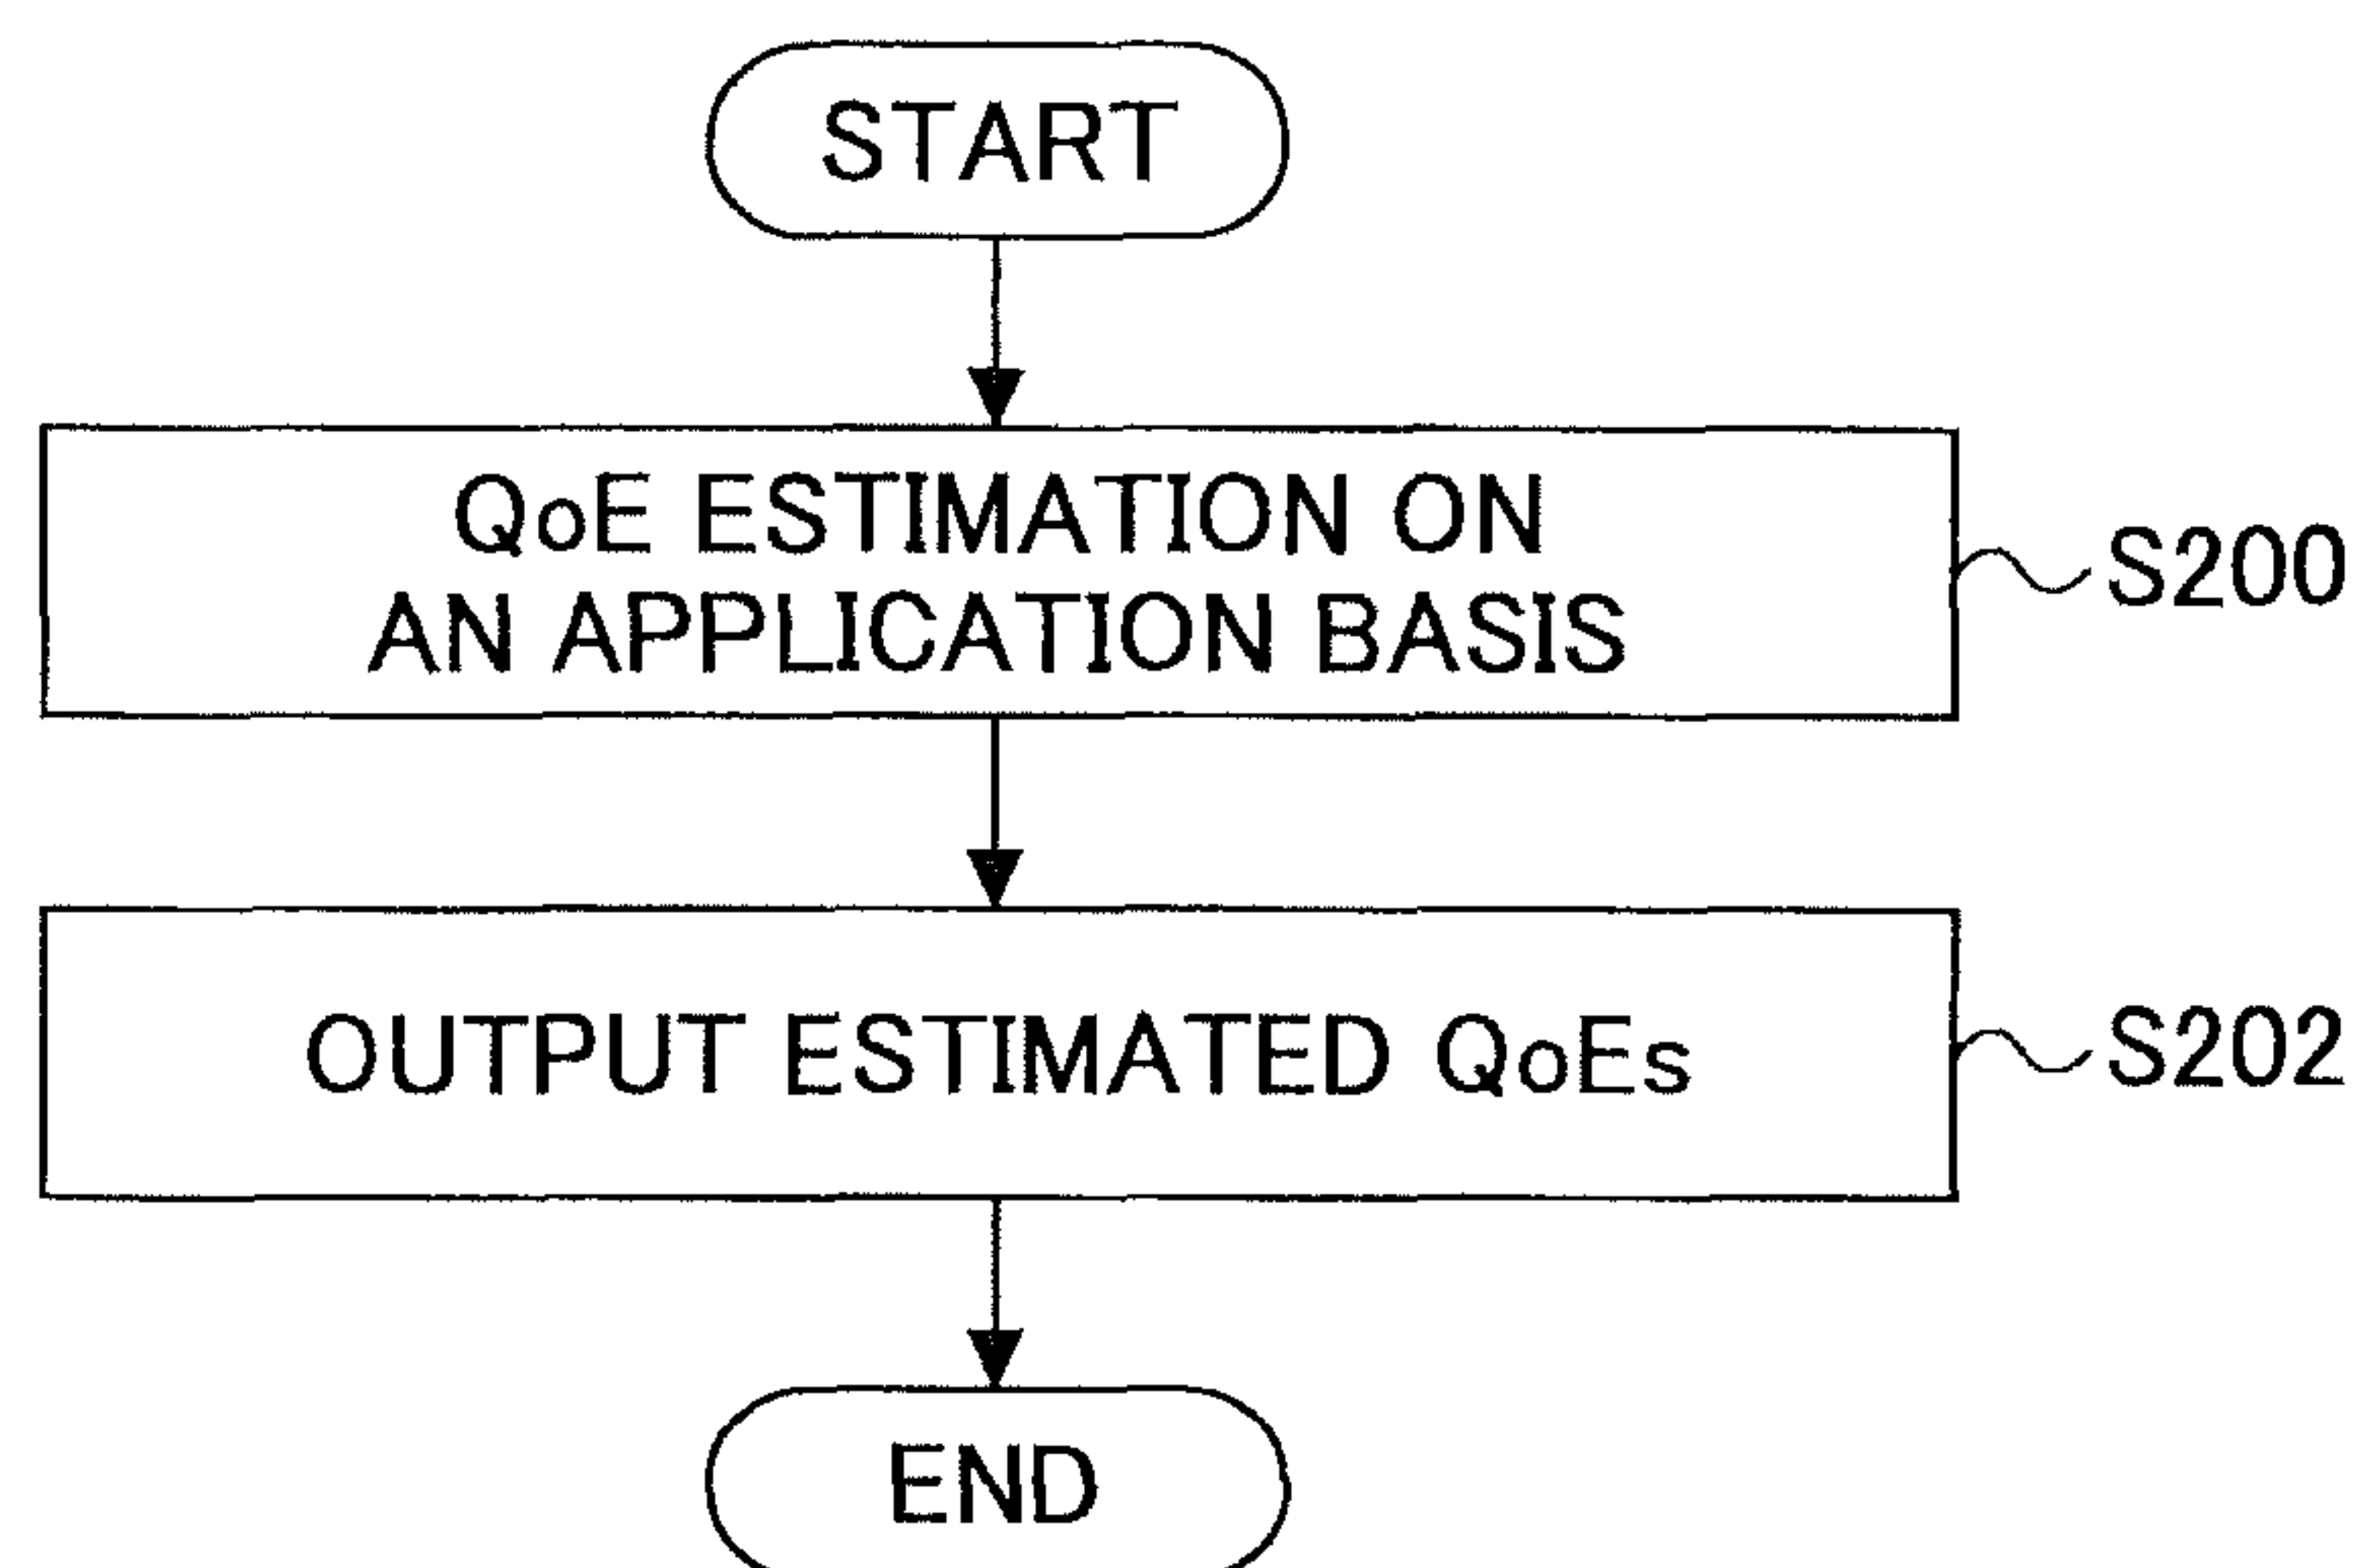 START
QoE ESTIMATION ON
AN APPLICATION BASIS
S200
OUTPUT ESTIMATED QoEs
S202
END